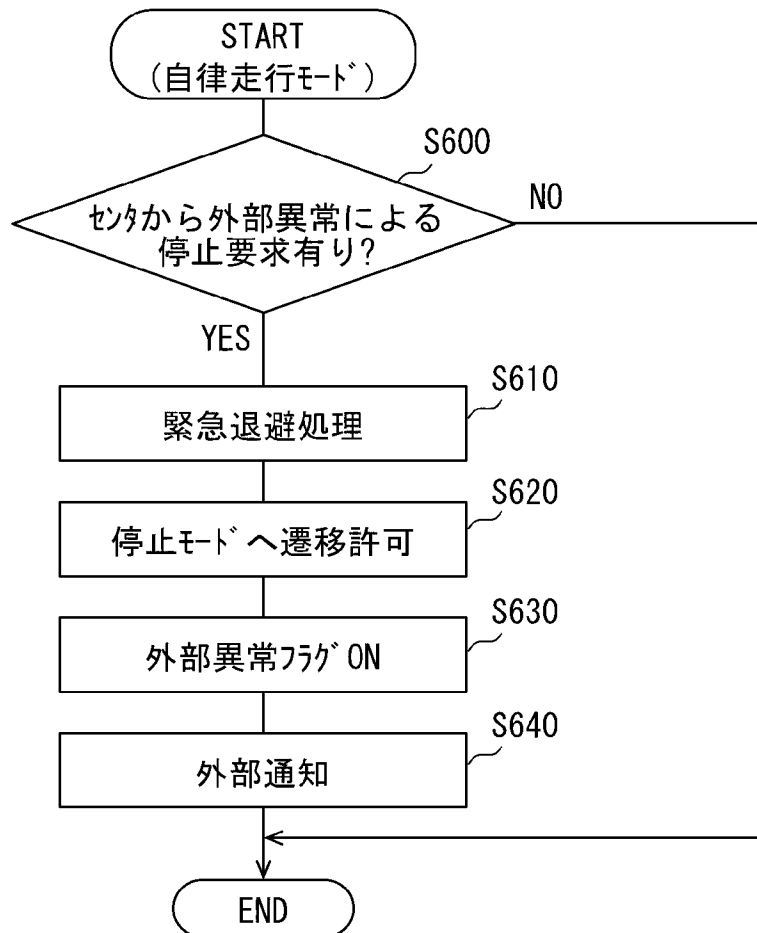 START
(自律走行ﾓｰﾄﾞ)
S600
ｾﾝﾀから外部異常による
停止要求有り?
NO
YES
S610
緊急退避処理
S620
停止ﾓｰﾄﾞへ遷移許可
S630
外部異常ﾌﾗｸﾞON
S640
外部通知
END